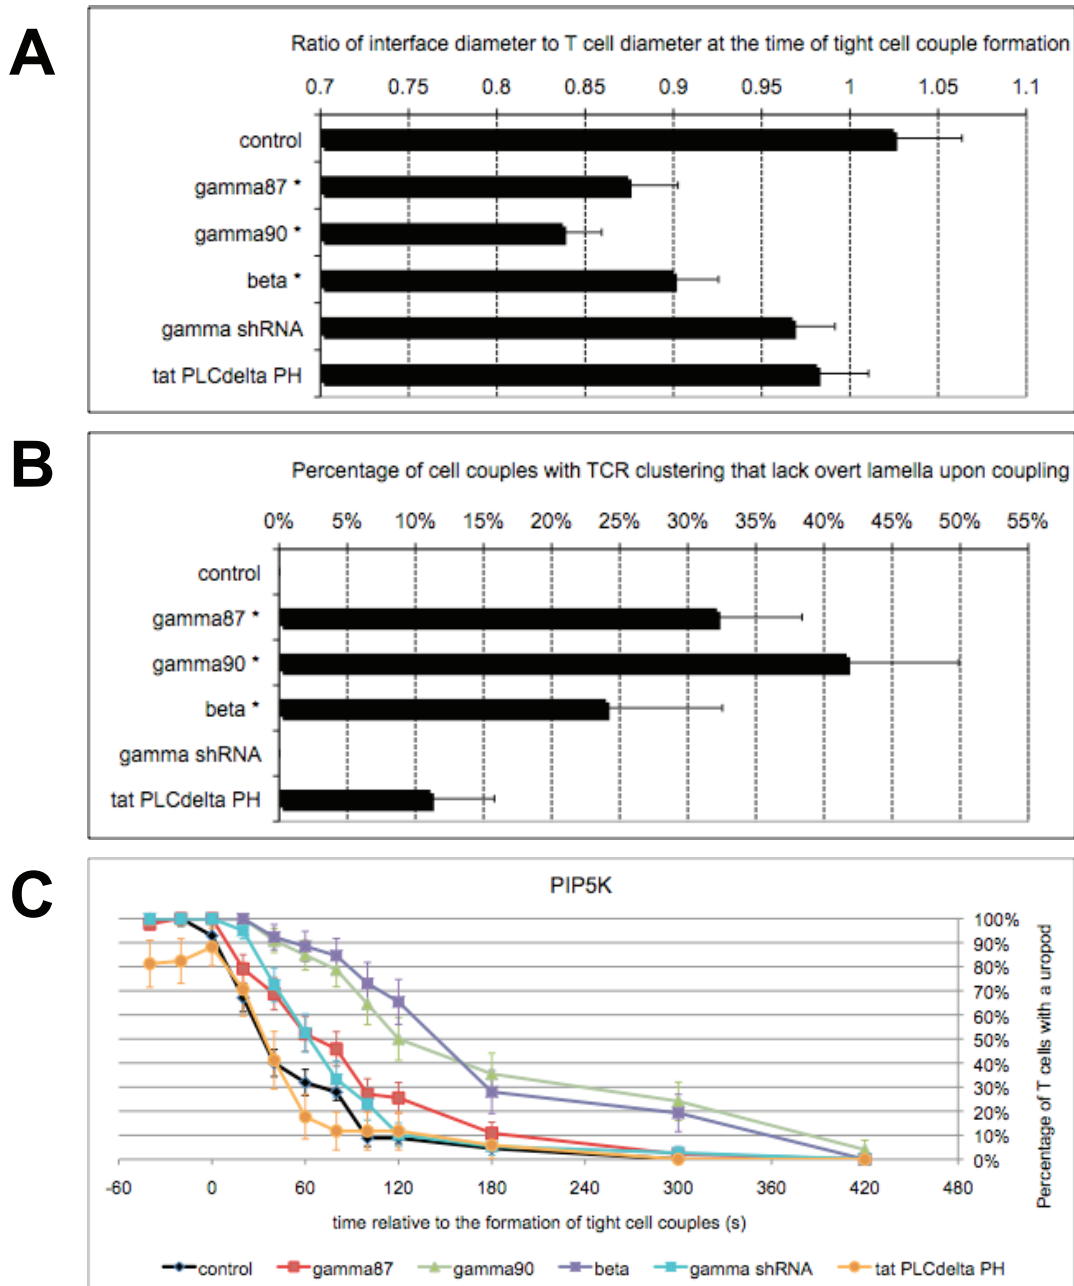 A
Ratio of interface diameter to T cell diameter at the time of tight cell couple formation
0.7 0.75 0.8 0.85 0.9 0.95 1 1.05 1.1
control
gamma87 *
gamma90 *
beta *
gamma shRNA
tat PLCdelta PH
B
Percentage of cell couples with TCR clustering that lack overt lamella upon coupling
0% 5% 10% 15% 20% 25% 30% 35% 40% 45% 50% 55%
control
gamma87 *
gamma90 *
beta *
gamma shRNA
tat PLCdelta PH
C
PIP5K
100%
90%
80%
70%
60%
50%
40%
30%
20%
10%
0%
Percentage of T cells with a uropod
-60 0 60 120 180 240 300 360 420 480
time relative to the formation of tight cell couples (s)
control gamma87 gamma90 beta gamma shRNA tat PLCdelta PH